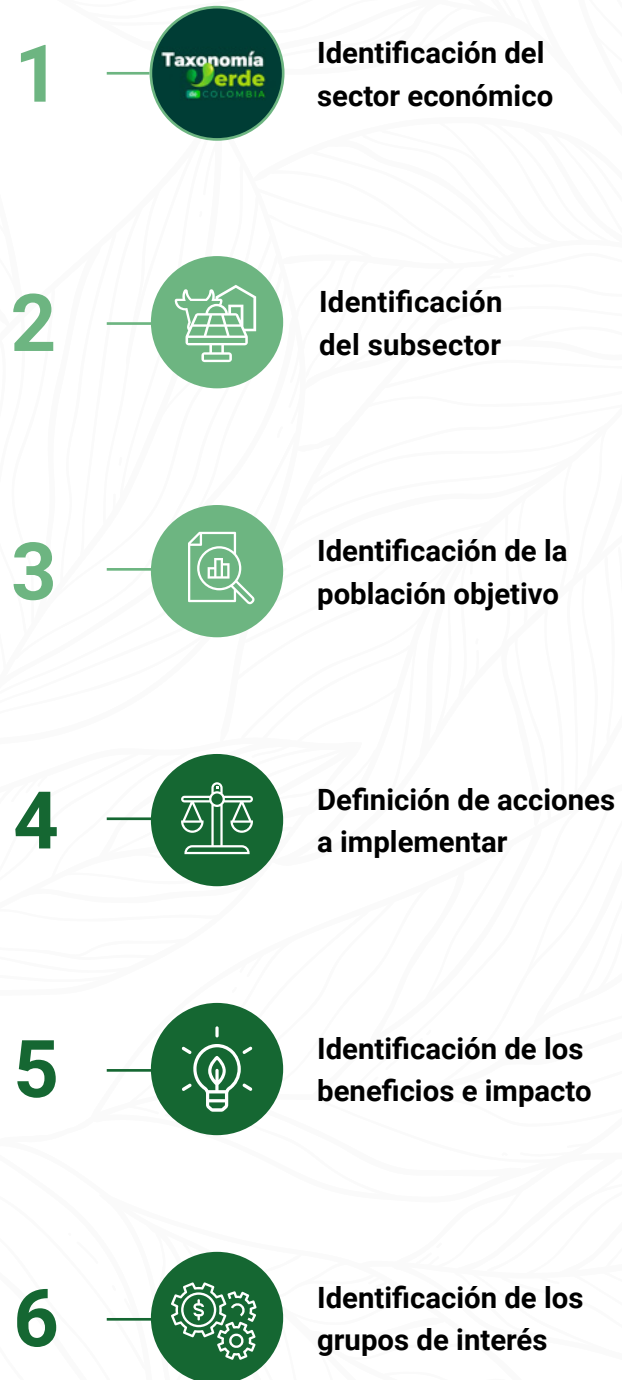 1
Taxonomía
Verde
de COLOMBIA
Identificación del
sector económico
2
Identificación
del subsector
3
Identificación de la
población objetivo
4
Definición de acciones
a implementar
5
Identificación de los
beneficios e impacto
6
$
Identificación de los
grupos de interés